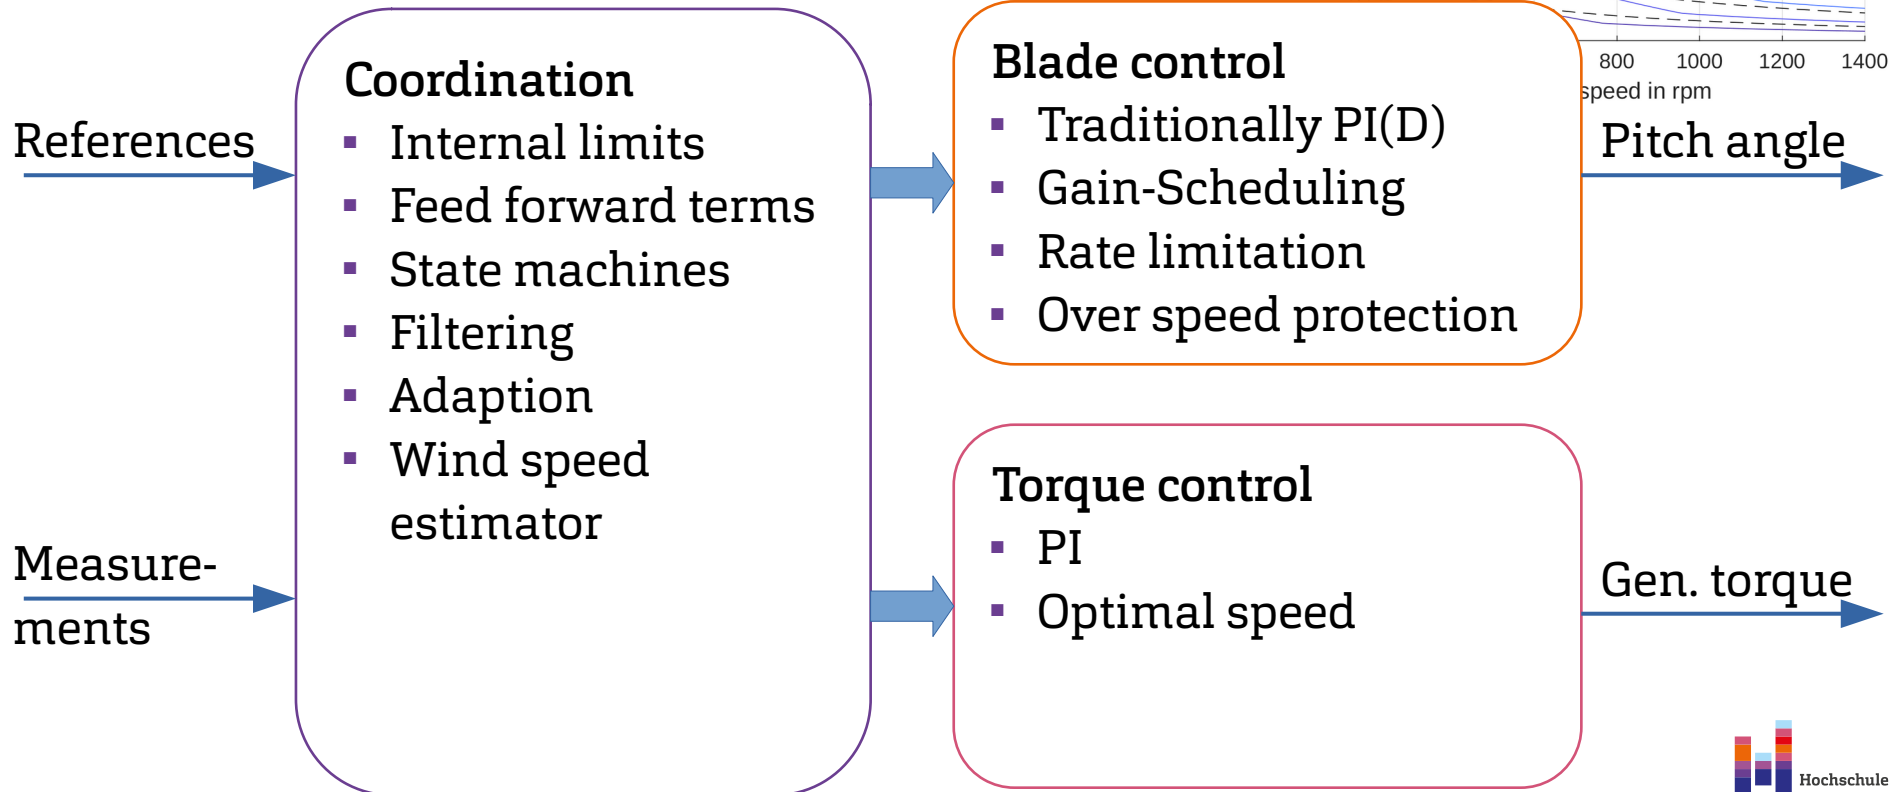 References
Measure-
ments
Coordination
Internal limits
Feed forward terms
State machines
Filtering
Adaption
Wind speed
estimator
Blade control
Traditionally PI(D)
Gain-Scheduling
Rate limitation
Over speed protection
Torque control
PI
Optimal speed
800 1000 1200 1400
speed in rpm
Pitch angle
Gen. torque
Hochschule